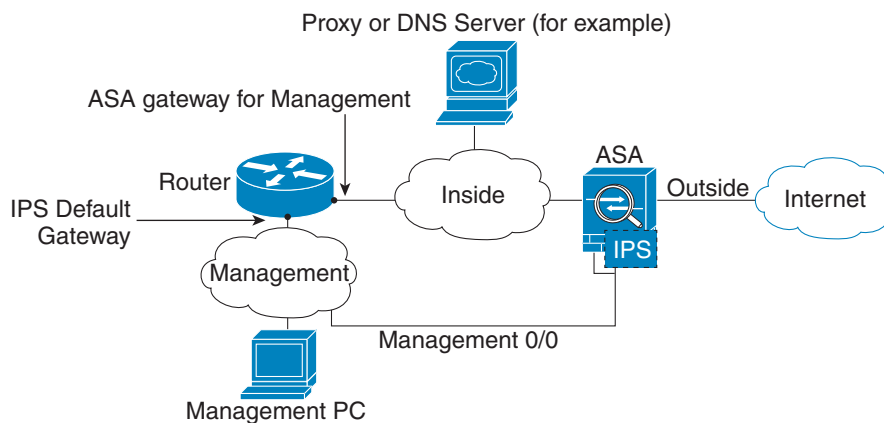 Proxy or DNS Server (for example)
ASA gateway for Management
ASA
Router
Inside
Outside
Internet
IPS Default
Gateway
IPS
Management
Management 0/0
Management PC